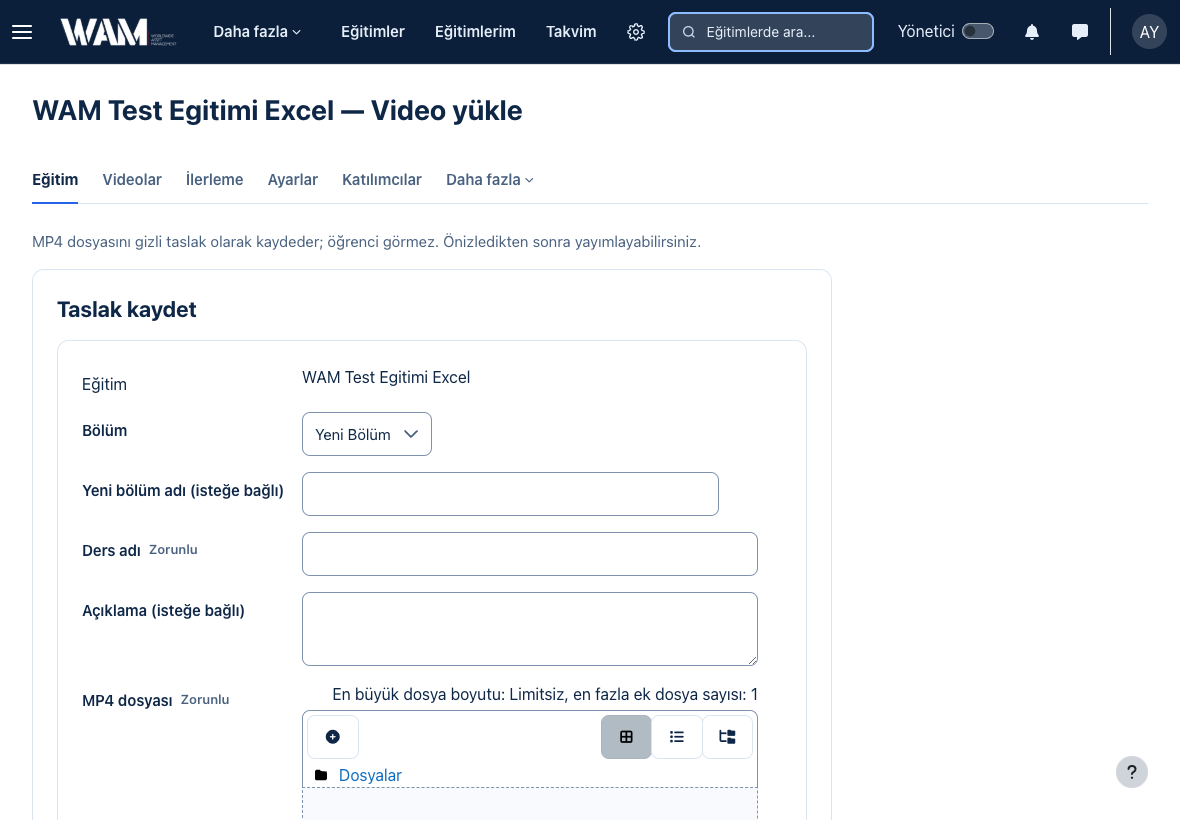 WAM WORLDWIDE ASSET MANAGEMENT
Daha fazla
Eğitimler
Eğitimlerim
Takvim
Eğitimlerde ara...
Yönetici
AY
WAM Test Egitimi Excel — Video yükle
Eğitim
Videolar
İlerleme
Ayarlar
Katılımcılar
Daha fazla
MP4 dosyasını gizli taslak olarak kaydeder; öğrenci görmez. Önizledikten sonra yayımlayabilirsiniz.
Taslak kaydet
Eğitim
WAM Test Egitimi Excel
Bölüm
Yeni Bölüm
Yeni bölüm adı (isteğe bağlı)
Ders adı Zorunlu
Açıklama (isteğe bağlı)
MP4 dosyası Zorunlu
En büyük dosya boyutu: Limitsiz, en fazla ek dosya sayısı: 1
Dosyalar
?